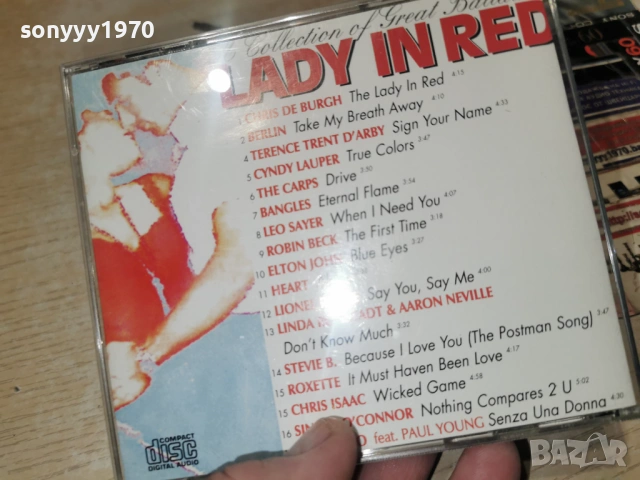 sonyyy1970
Collection of Great
LADY IN RED
CHRIS DE BURGH The Lady In Red 4:15
2 BERLIN Take My Breath Away 4:10
4 TERENCE TRENT D'ARBY Sign Your Name 4:33
5 CYNDY LAUPER True Colors 3:47
6 THE CARPS Drive 3:50
7 BANGLES Eternal Flame 3:54
8 LEO SAYER When I Need You 4:07
9 ROBIN BECK The First Time 3:18
10 ELTON JOHN Blue Eyes 3:27
11 HEART
12 LIONEL Say You, Say Me 4:00
13 LINDA & AARON NEVILLE
Don't Know Much 3:32
14 STEVIE B. Because I Love You (The Postman Song) 3:47
15 ROXETTE It Must Haven Been Love 4:17
15 CHRIS ISAAC Wicked Game 4:58
16 O'CONNOR Nothing Compares 2 U 5:02
feat. PAUL YOUNG Senza Una Donna 4:30
COMPACT
disc
DIGITAL AUDIO
bazar